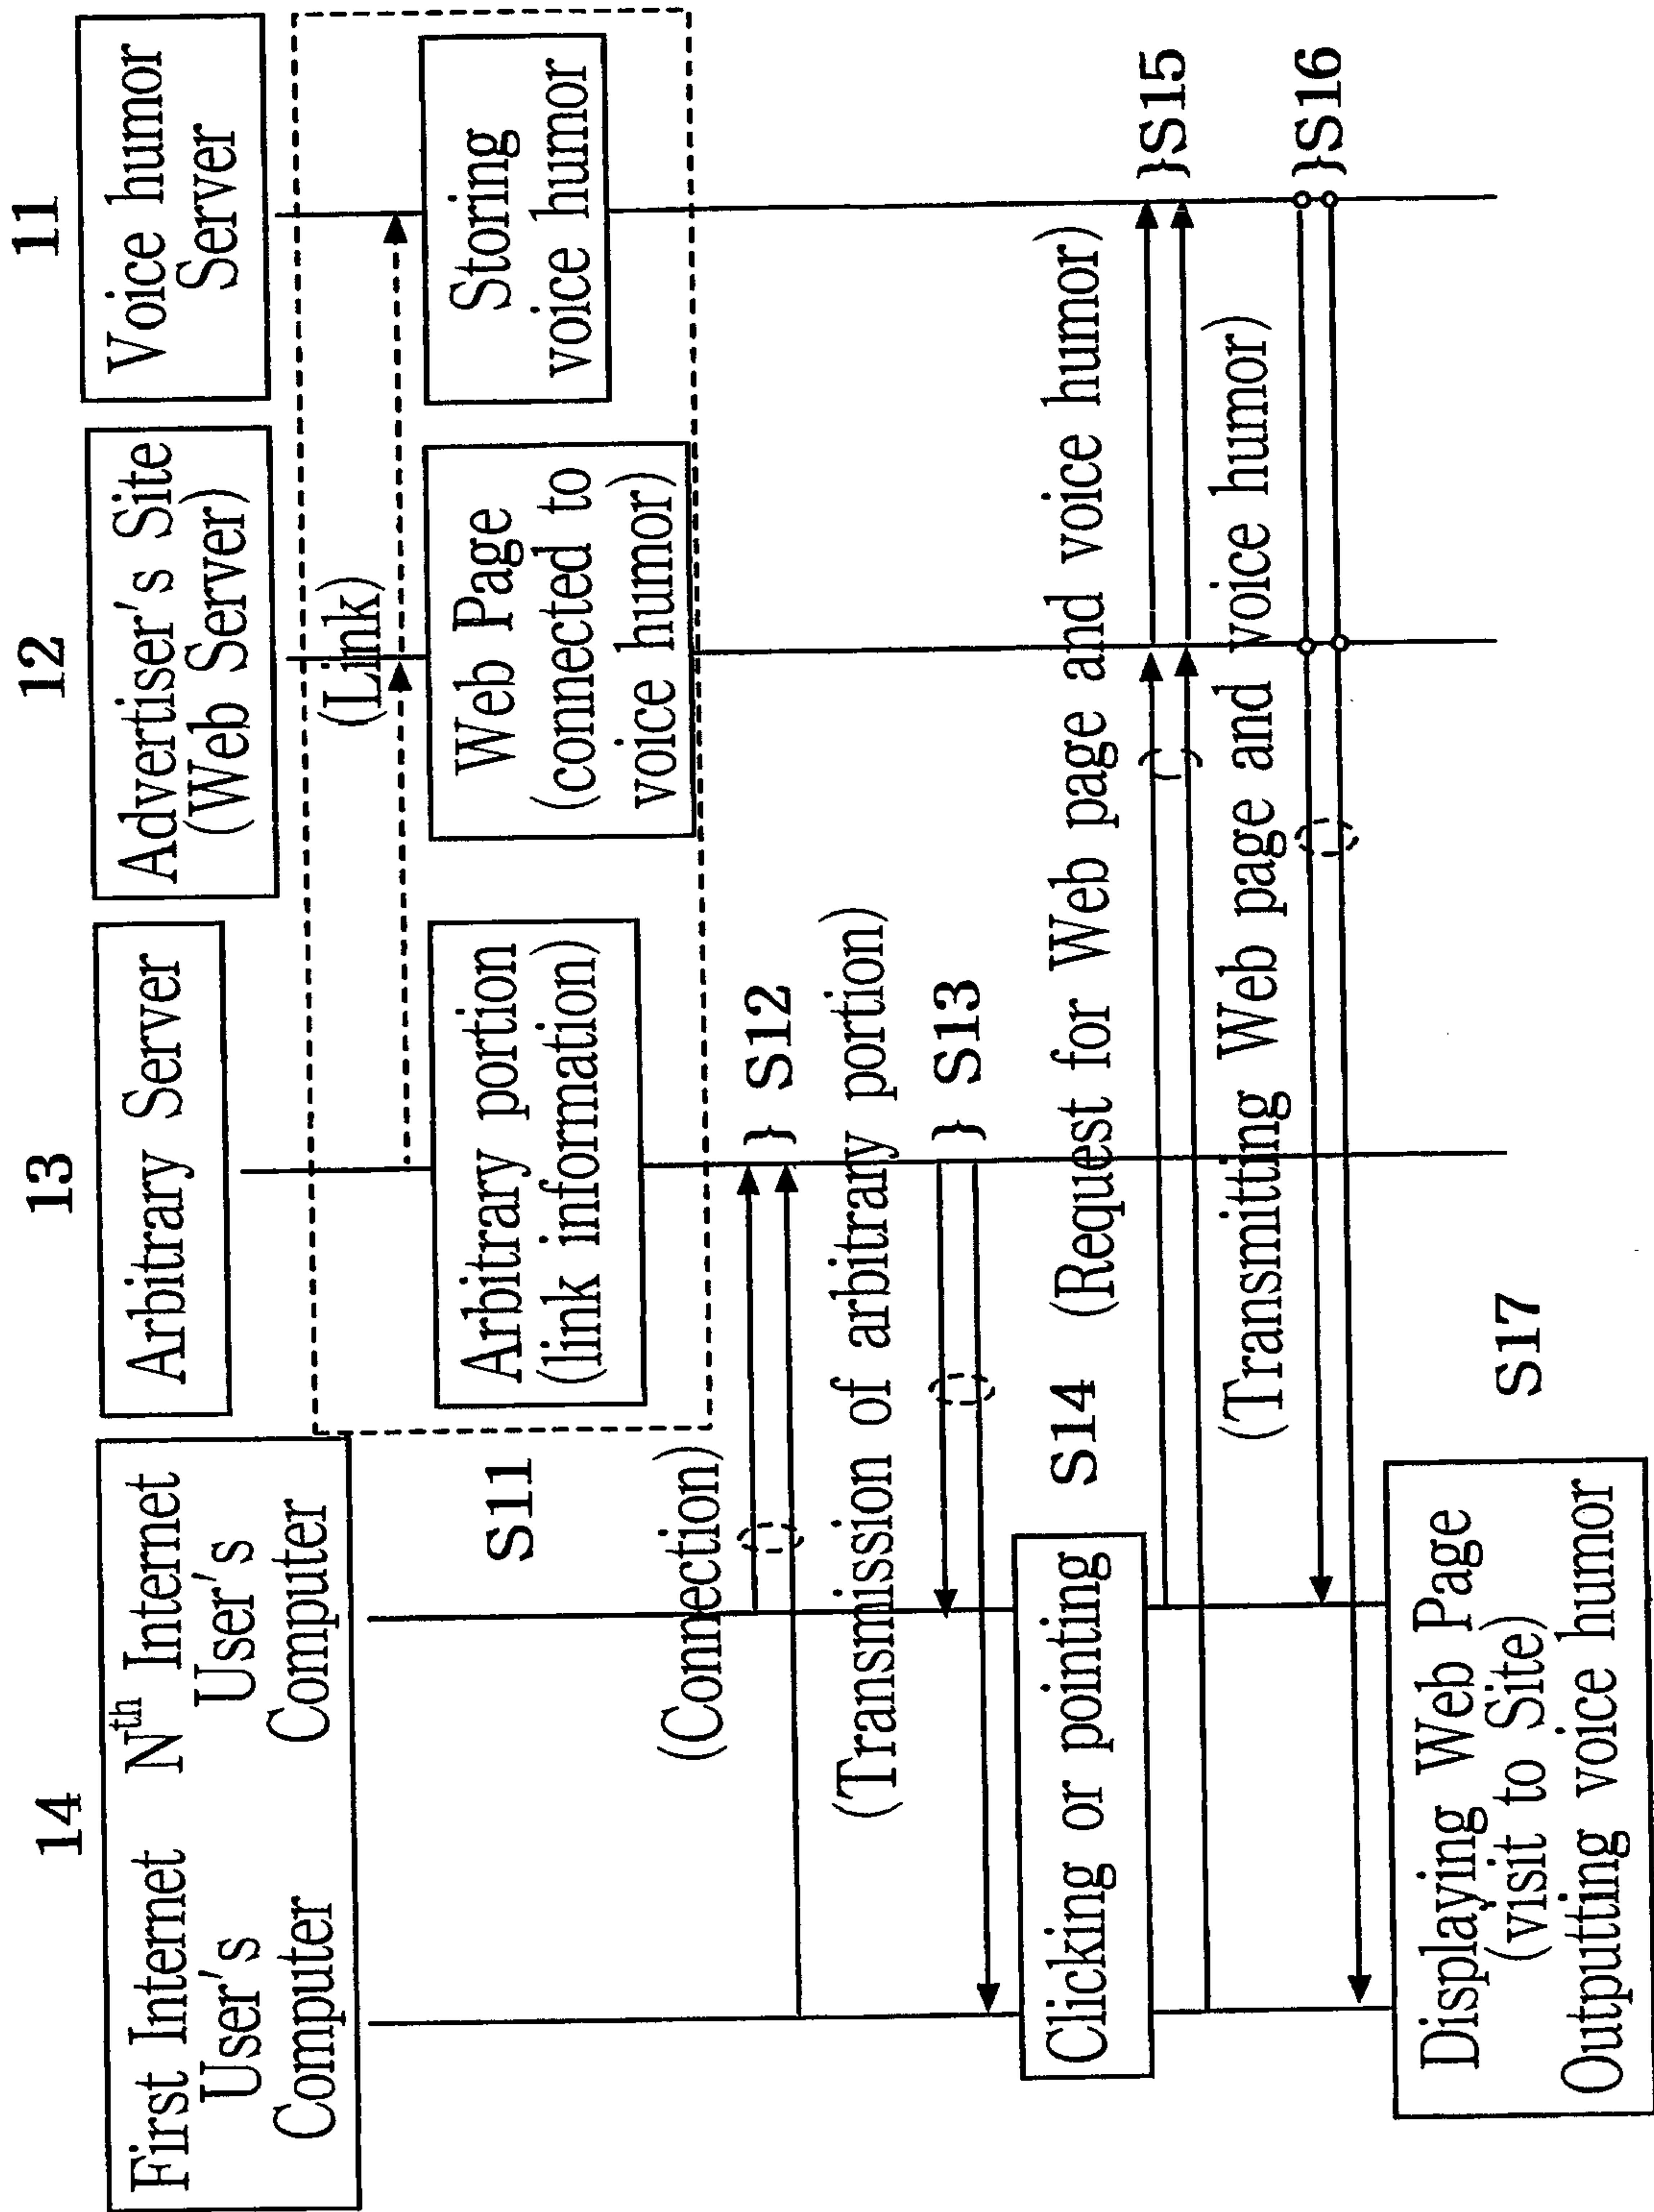 14
13
12
11
First Internet
User's
Computer
Nth Internet
User's
Computer
Arbitrary Server
Advertiser's Site
(Web Server)
Voice humor
Server
(Link)
S11
Arbitrary portion
(link information)
Web Page
(connected to
voice humor)
Storing
voice humor
(Connection)
} S12
(Transmission of arbitrary portion)
} S13
Clicking or pointing
S14
(Request for Web page and voice humor)
}S15
(Transmitting Web page and voice humor)
}S16
Displaying Web Page
(visit to Site)
Outputting voice humor
S17